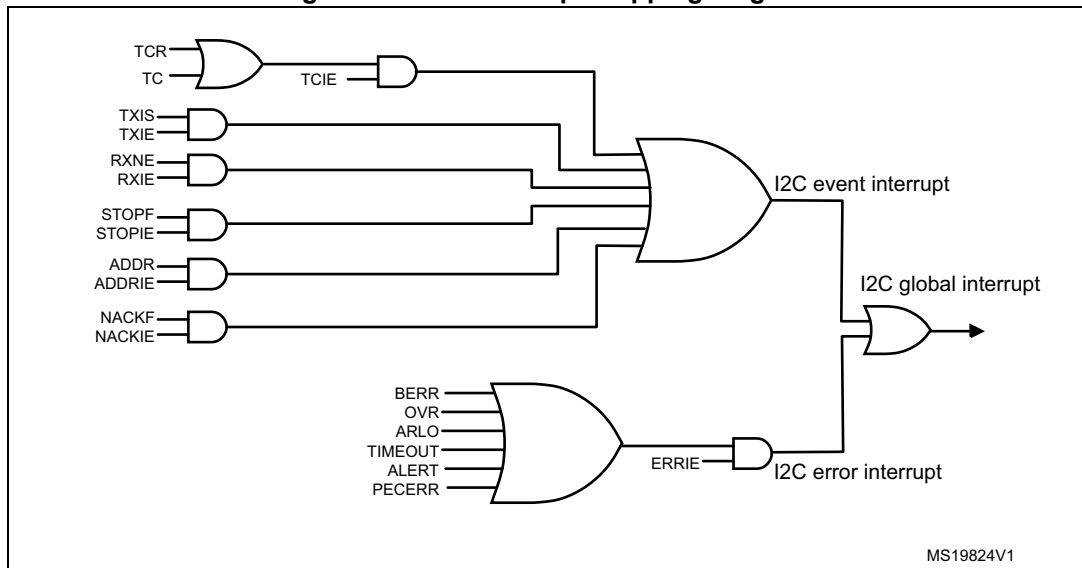 TCR
TC
TCIE
TXIS
TXIE
RXNE
RXIE
STOPF
STOPIE
ADDR
ADDRIE
NACKF
NACKIE
I2C event interrupt
I2C global interrupt
BERR
OVR
ARLO
TIMEOUT
ALERT
PECERR
ERRIE
I2C error interrupt
MS19824V1